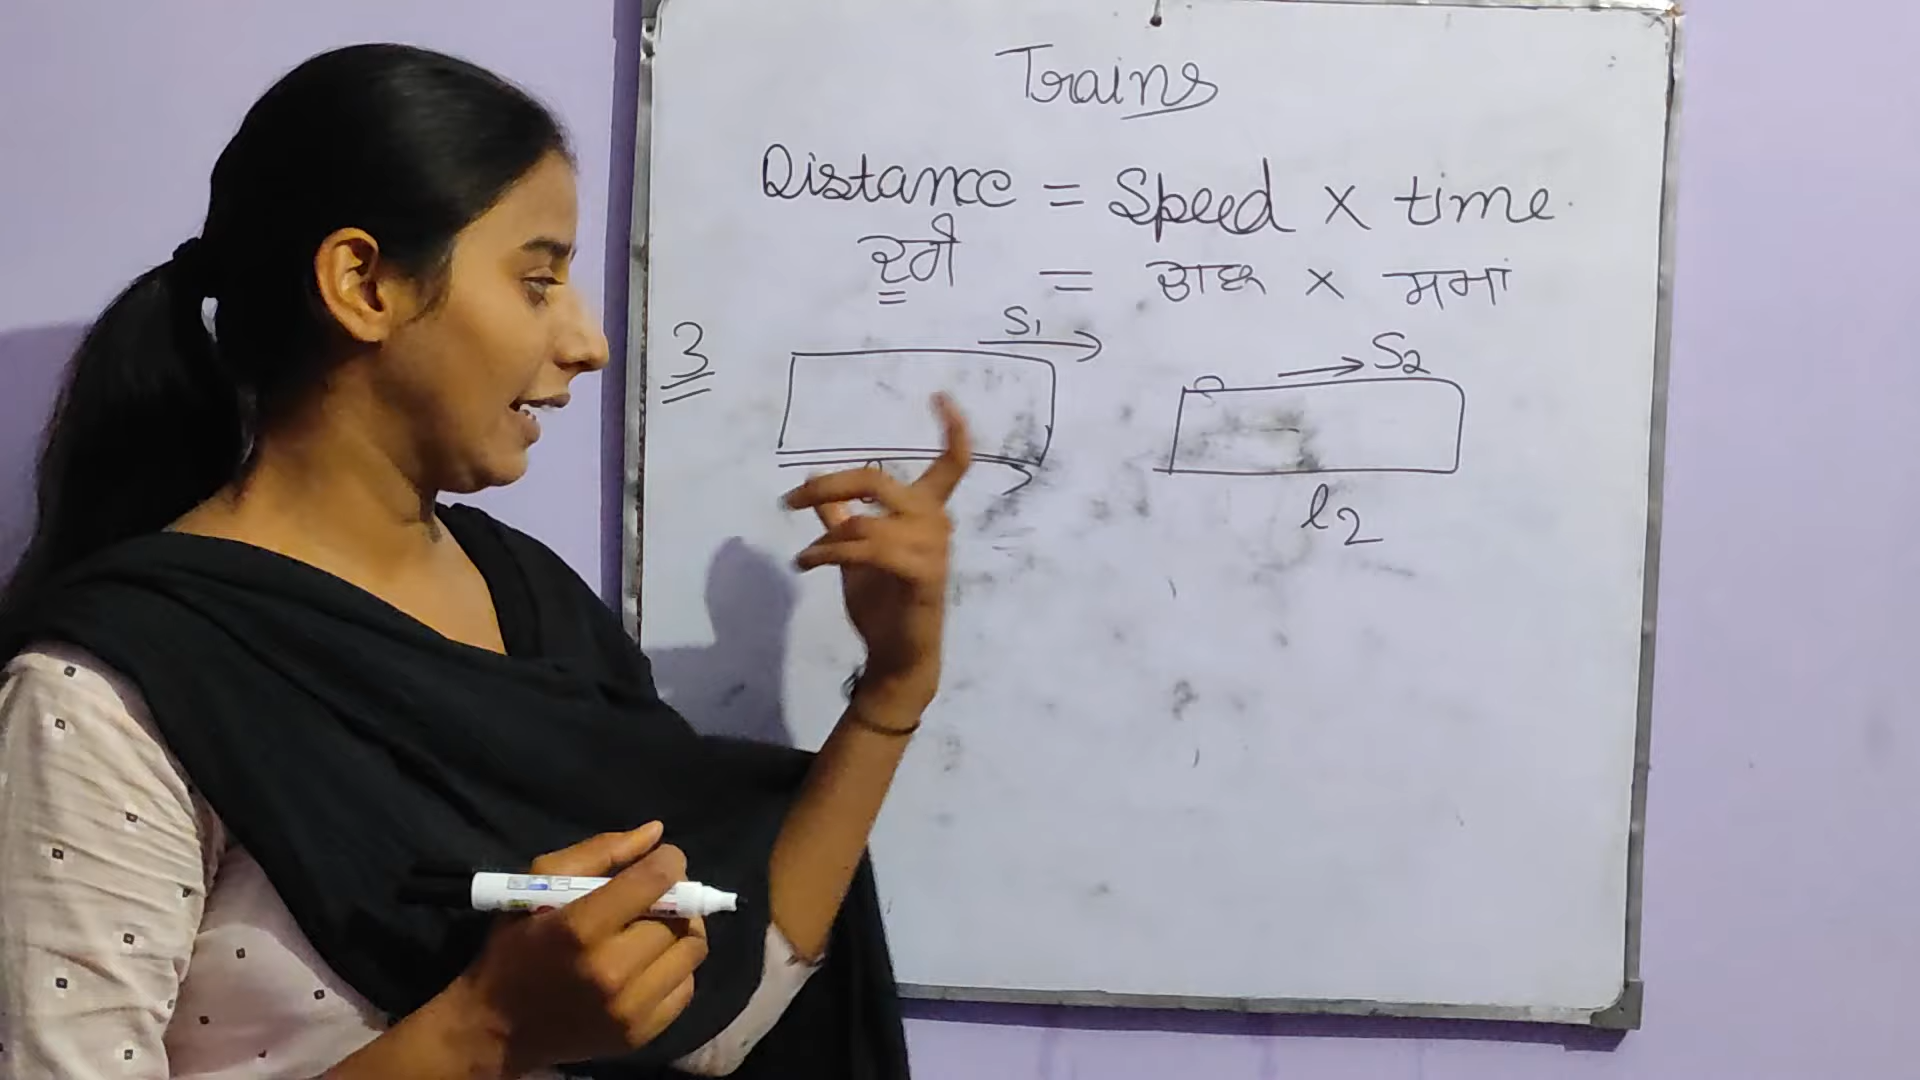 Trains
Distance = Speed × time
ਦੂਰੀ = ਚਾਲ × ਸਮਾਂ
3
S1
S2
l2